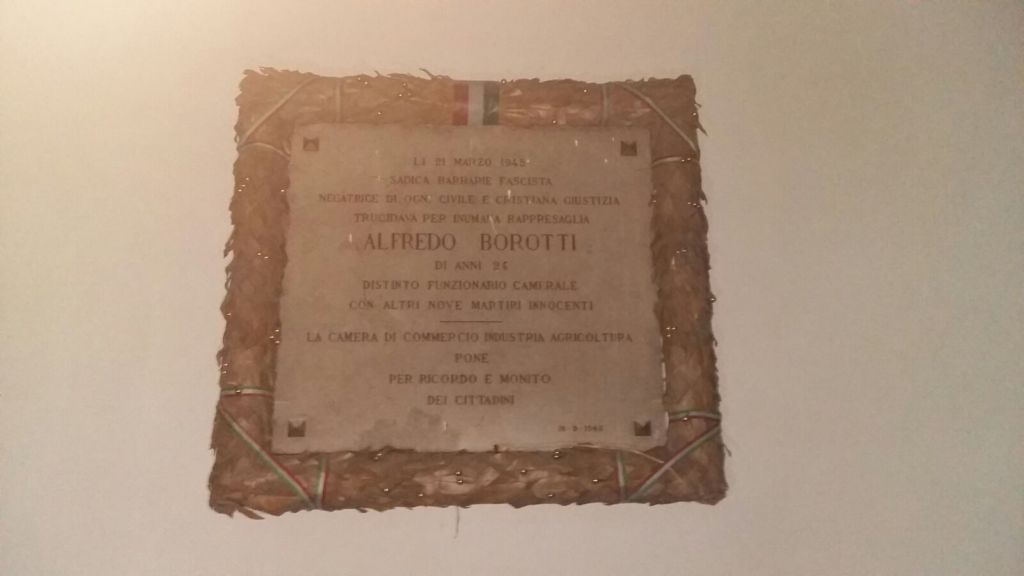 LI 21 MARZO 1945
SADICA BARBARIE FASCISTA
NEGATRICE DI OGNI CIVILE E CRISTIANA GIUSTIZIA
TRUCIDAVA PER INUMANA RAPPRESAGLIA
ALFREDO BOROTTI
DI ANNI 24
DISTINTO FUNZIONARIO CAMERALE
CON ALTRI NOVE MARTIRI INNOCENTI
LA CAMERA DI COMMERCIO INDUSTRIA AGRICOLTURA
PONE
PER RICORDO E MONITO
DEI CITTADINI